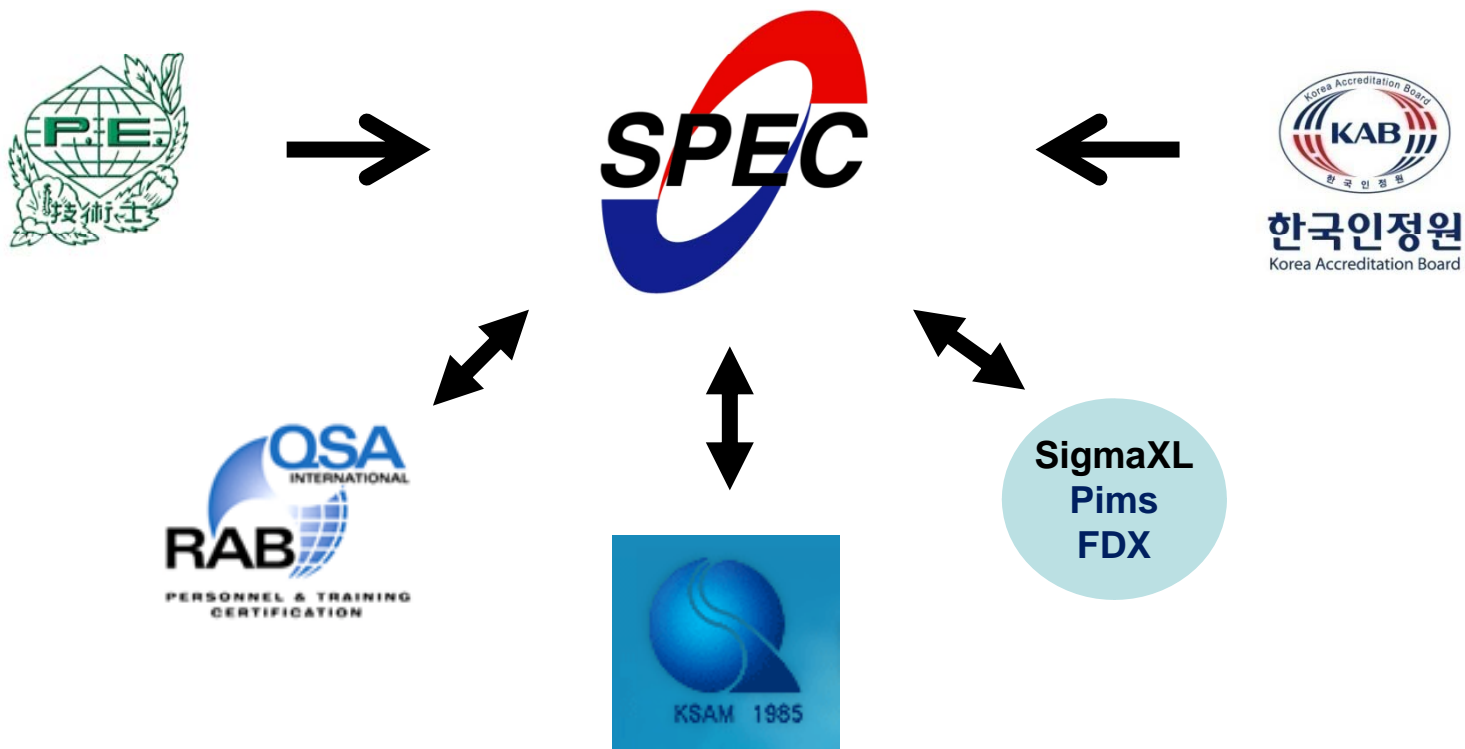 P.E.
技術士
SPEC
Korea Accreditation Board
KAB
한국인정원
한국인정원
Korea Accreditation Board
QSA
INTERNATIONAL
RAB
PERSONNEL & TRAINING
CERTIFICATION
KSAM 1985
SigmaXL
Pims
FDX